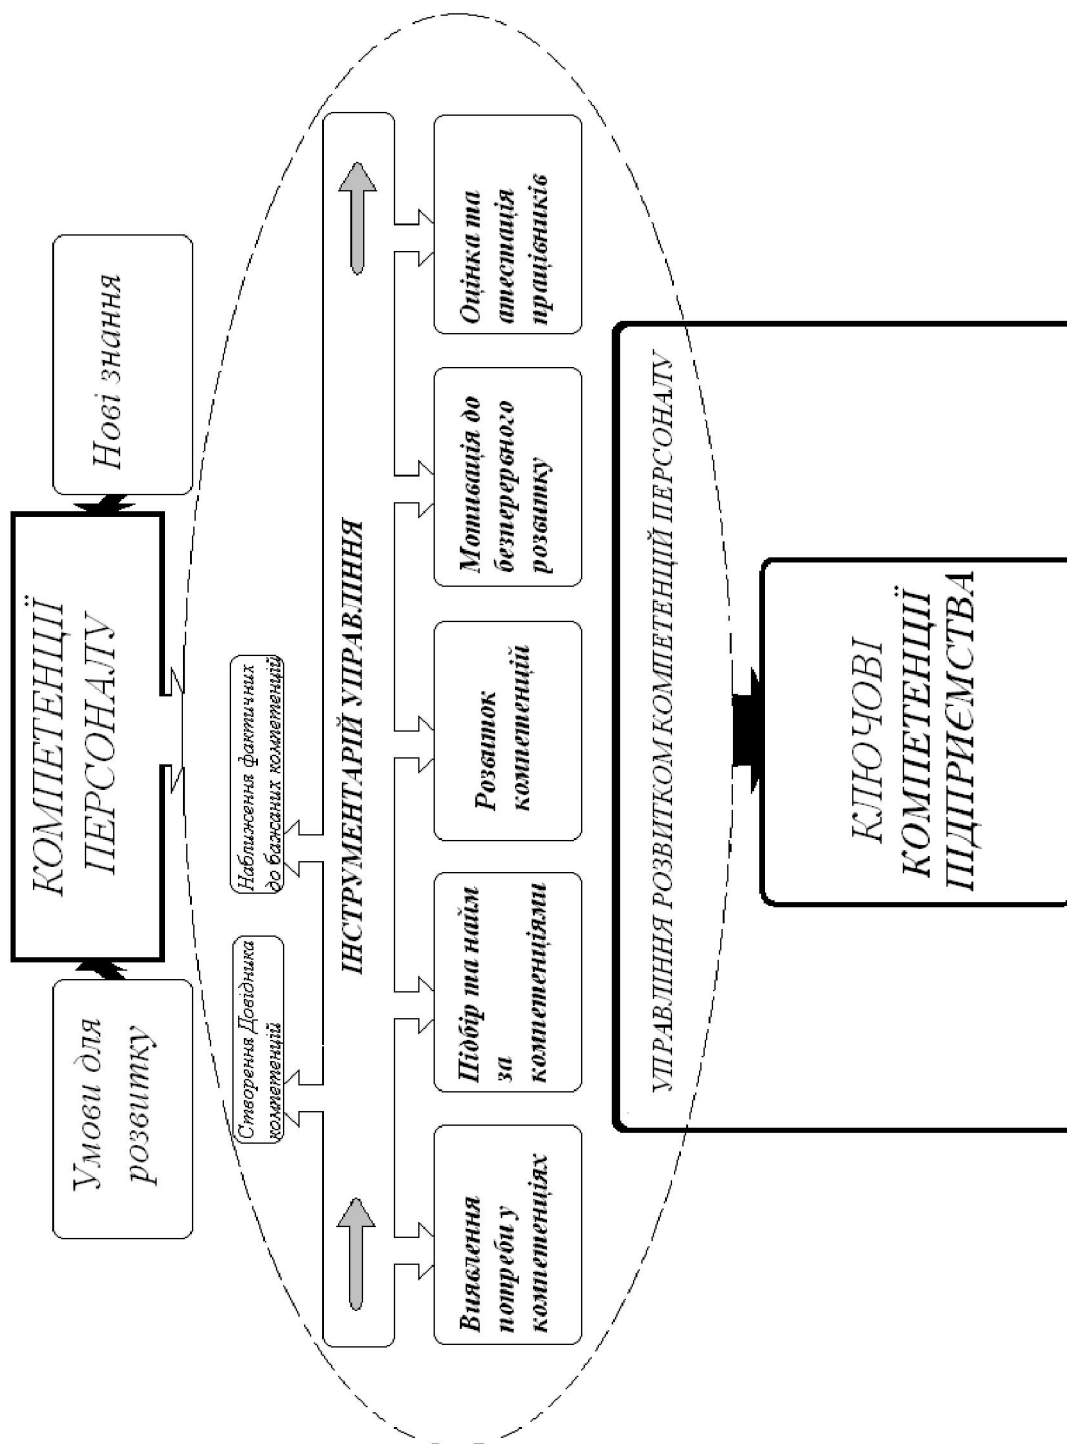 КОМПЕТЕНЦІЇ
ПЕРСОНАЛУ
Умови для
розвитку
Нові знання
Створення Довідника
компетенцій
Наближення фактичних
до бажаних компетенцій
ІНСТРУМЕНТАРІЙ УПРАВЛІННЯ
Виявлення
потреби у
компетенціях
Підбір та найм
за
компетенціями
Розвиток
компетенцій
Мотивація до
безперервного
розвитку
Оцінка та
атестація
працівників
УПРАВЛІННЯ РОЗВИТКОМ КОМПЕТЕНЦІЙ ПЕРСОНАЛУ
КЛЮЧОВІ
КОМПЕТЕНЦІЇ
ПІДПРИЄМСТВА